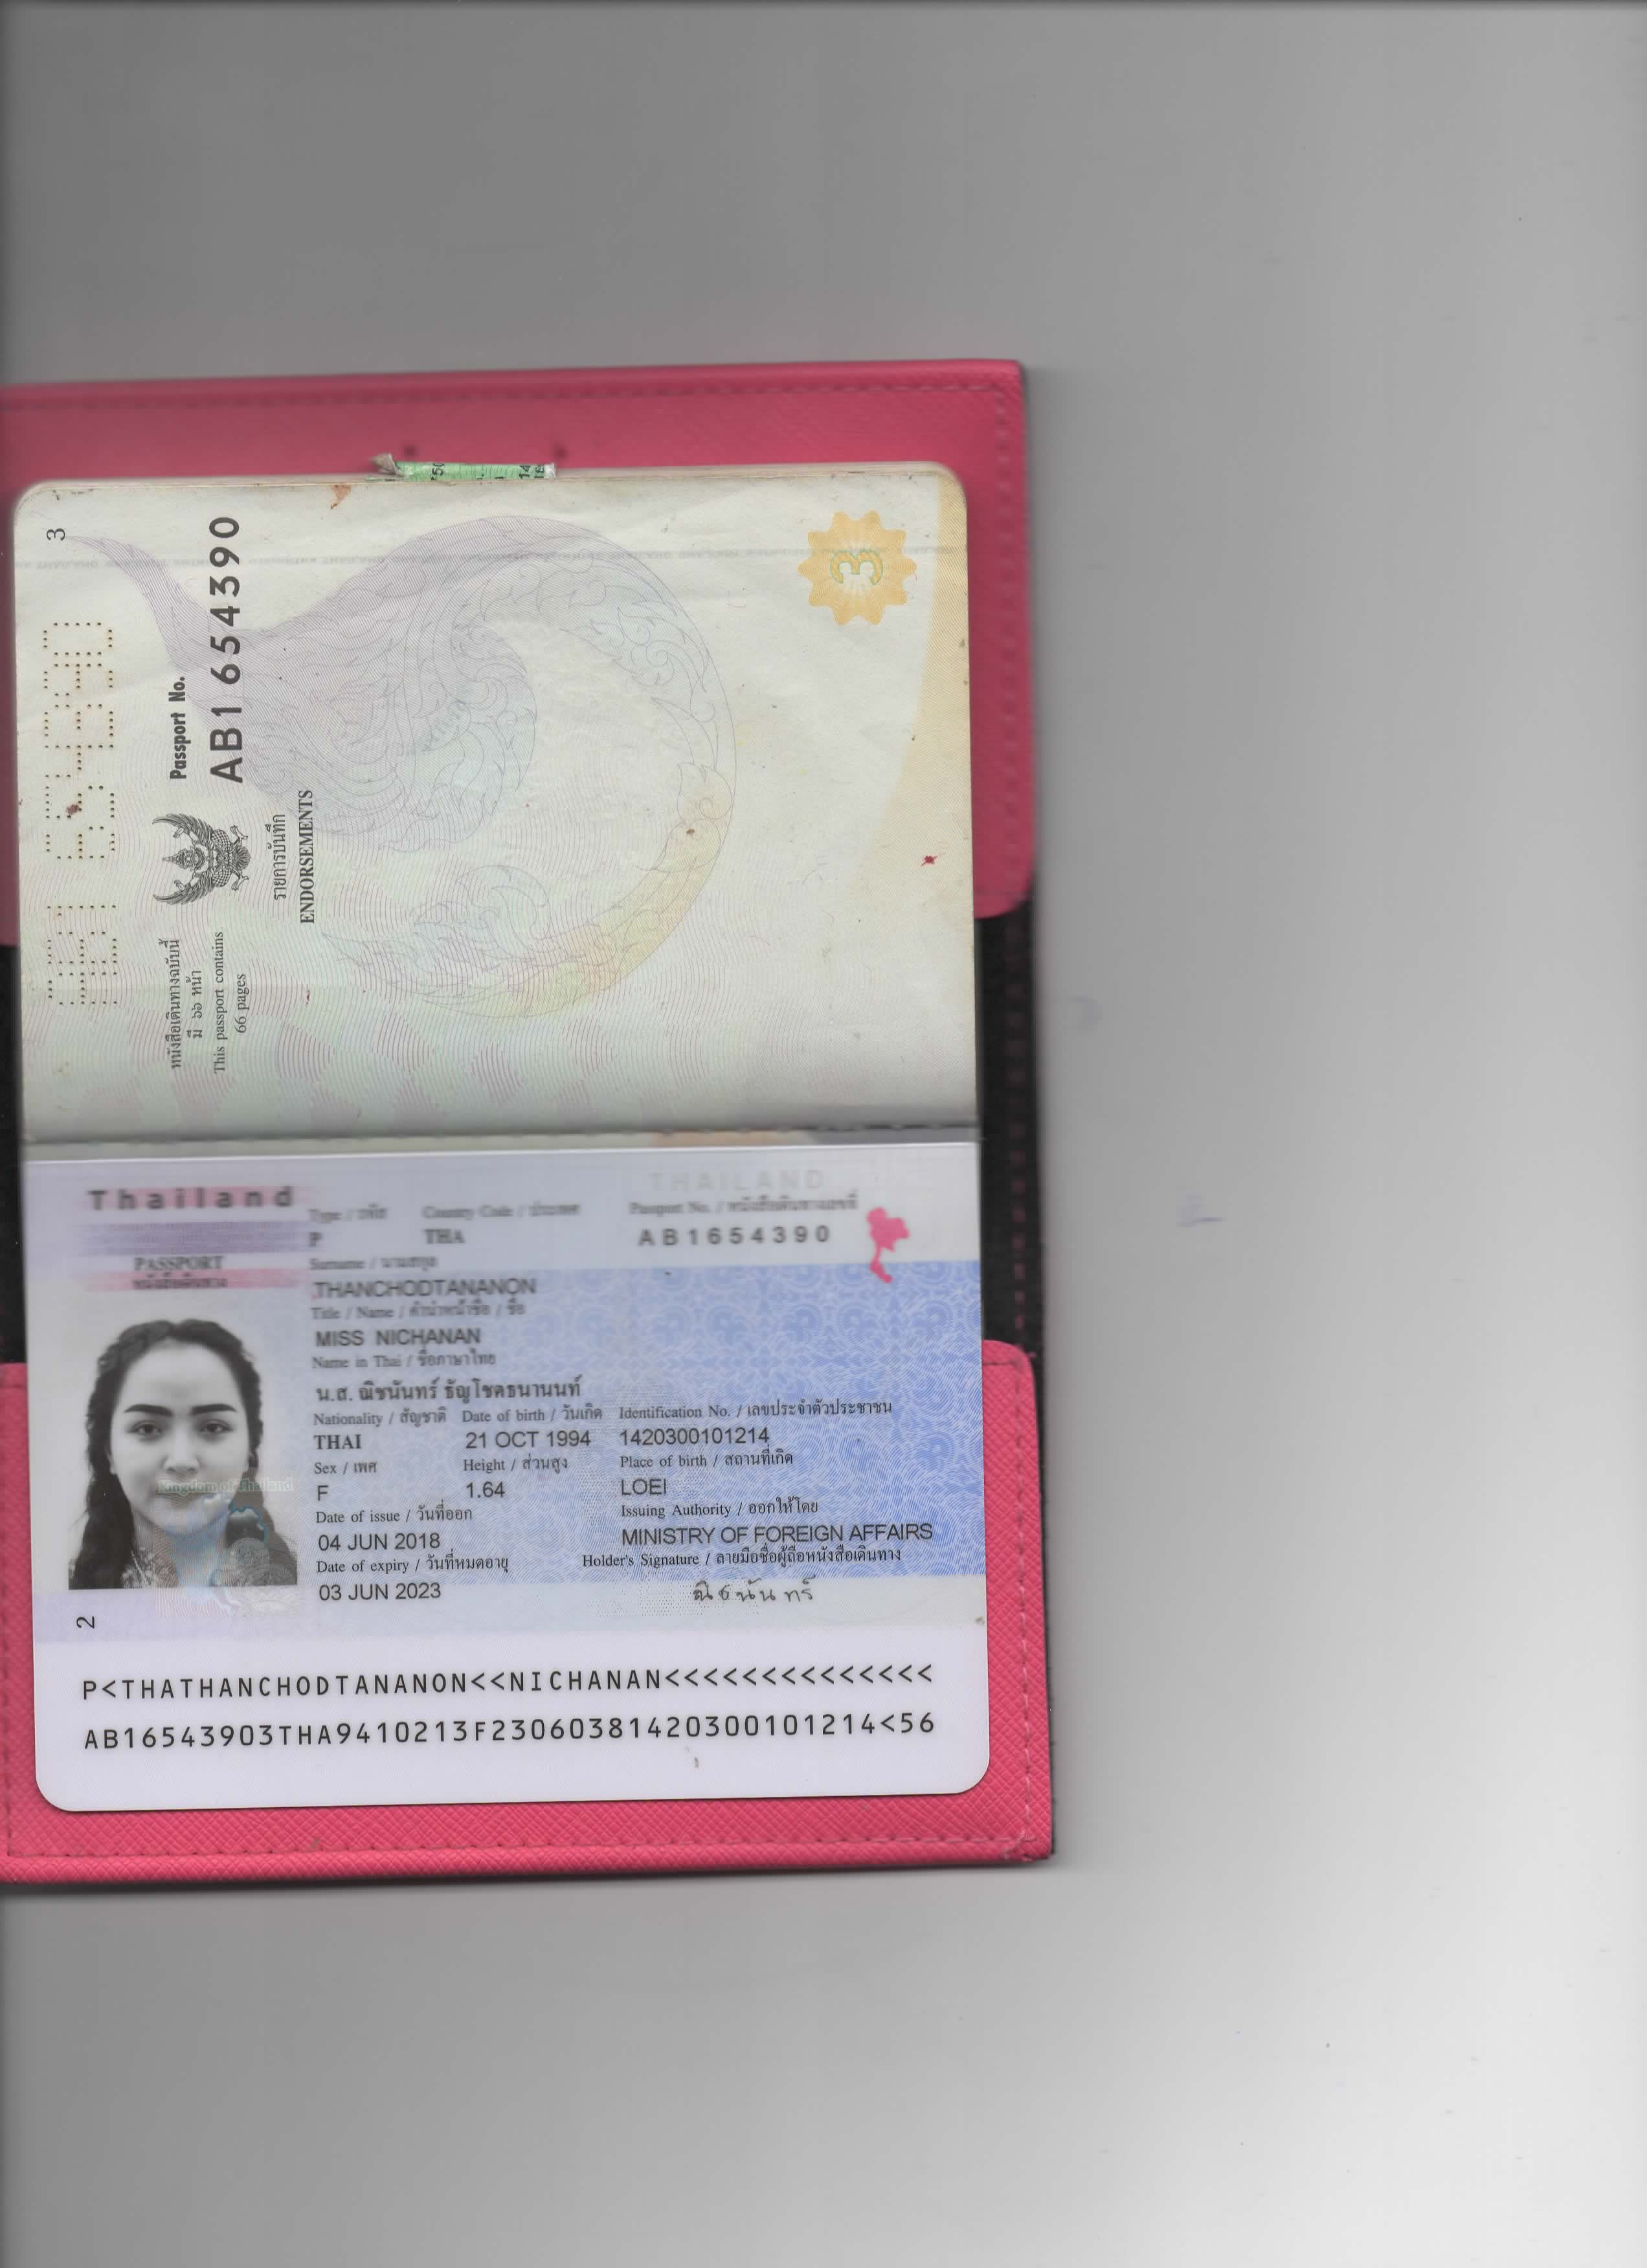 3
AB1654390
Passport No.
AB1654390
หนังสือเดินทางฉบับนี้
มี ๖๖ หน้า
This passport contains
66 pages
รายการบันทึก
ENDORSEMENTS
3
THAILAND
Thailand
PASSPORT
หนังสือเดินทาง
Type / รหัส Country Code / ประเทศ Passport No. / หนังสือเดินทางเลขที่
P THA AB1654390
Surname / นามสกุล
THANCHODTANANON
Title / Name / คำนำหน้าชื่อ / ชื่อ
MISS NICHANAN
Name in Thai / ชื่อภาษาไทย
น.ส. ณิชนันทร์ ธัญโชตธนานนท์
Nationality / สัญชาติ Date of birth / วันเกิด Identification No. / เลขประจำตัวประชาชน
THAI 21 OCT 1994 1420300101214
Sex / เพศ Height / ส่วนสูง Place of birth / สถานที่เกิด
F 1.64 LOEI
Date of issue / วันที่ออก Issuing Authority / ออกให้โดย
04 JUN 2018 MINISTRY OF FOREIGN AFFAIRS
Date of expiry / วันที่หมดอายุ Holder's Signature / ลายมือชื่อผู้ถือหนังสือเดินทาง
03 JUN 2023 ณิชนันทร์
Kingdom of Thailand
2
P<THATHANCHODTANANON<<NICHANAN<<<<<<<<<<<<<<
AB16543903THA9410213F23060381420300101214<56